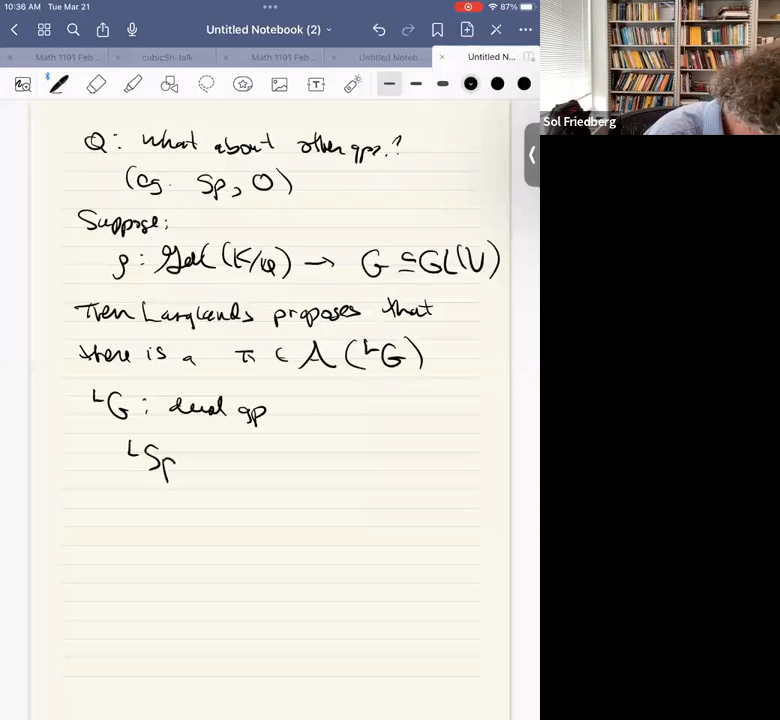 10:36 AM Tue Mar 21
87%
Untitled Notebook (2)
Math 1191 Feb...
cubicSh-talk
Math 1191 Feb...
Untitled Noteb...
Untitled N...
Sol Friedberg
Q: What about other gps.?
(eg. Sp, O)
Suppose:
ρ: Gal(K/ℚ) → G ⊆ GL(V)
Then Langlands proposes that
there is a π ∈ A(ᴸG)
ᴸG: dual gp
ᴸSp